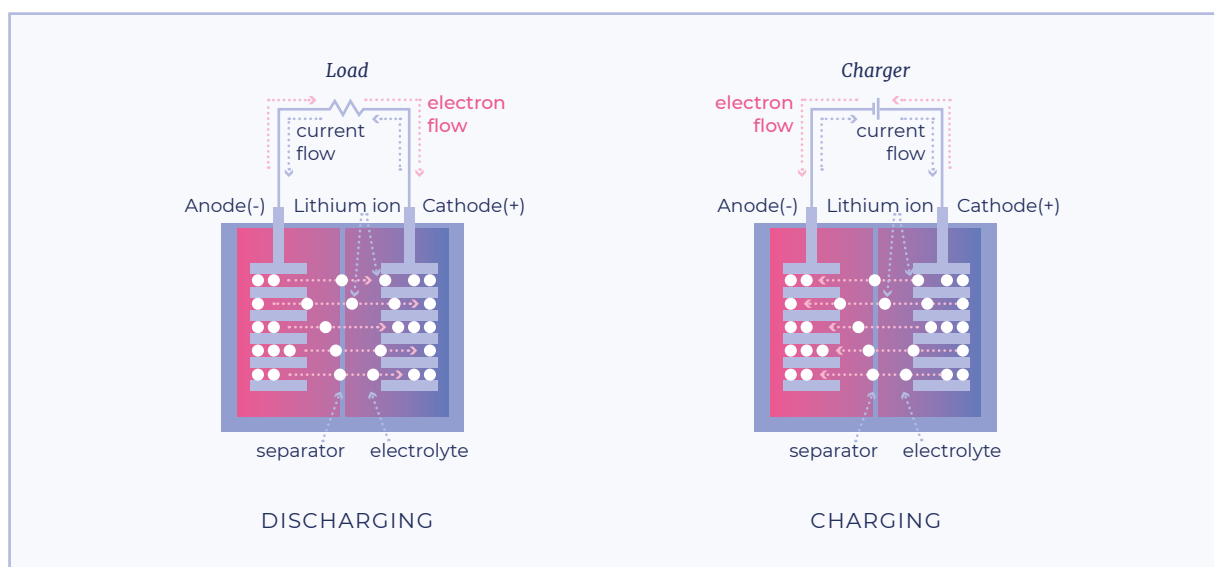 Load
electron
flow
current
flow
Anode(-) Lithium ion Cathode(+)
separator electrolyte
DISCHARGING
Charger
electron
flow
current
flow
Anode(-) Lithium ion Cathode(+)
separator electrolyte
CHARGING